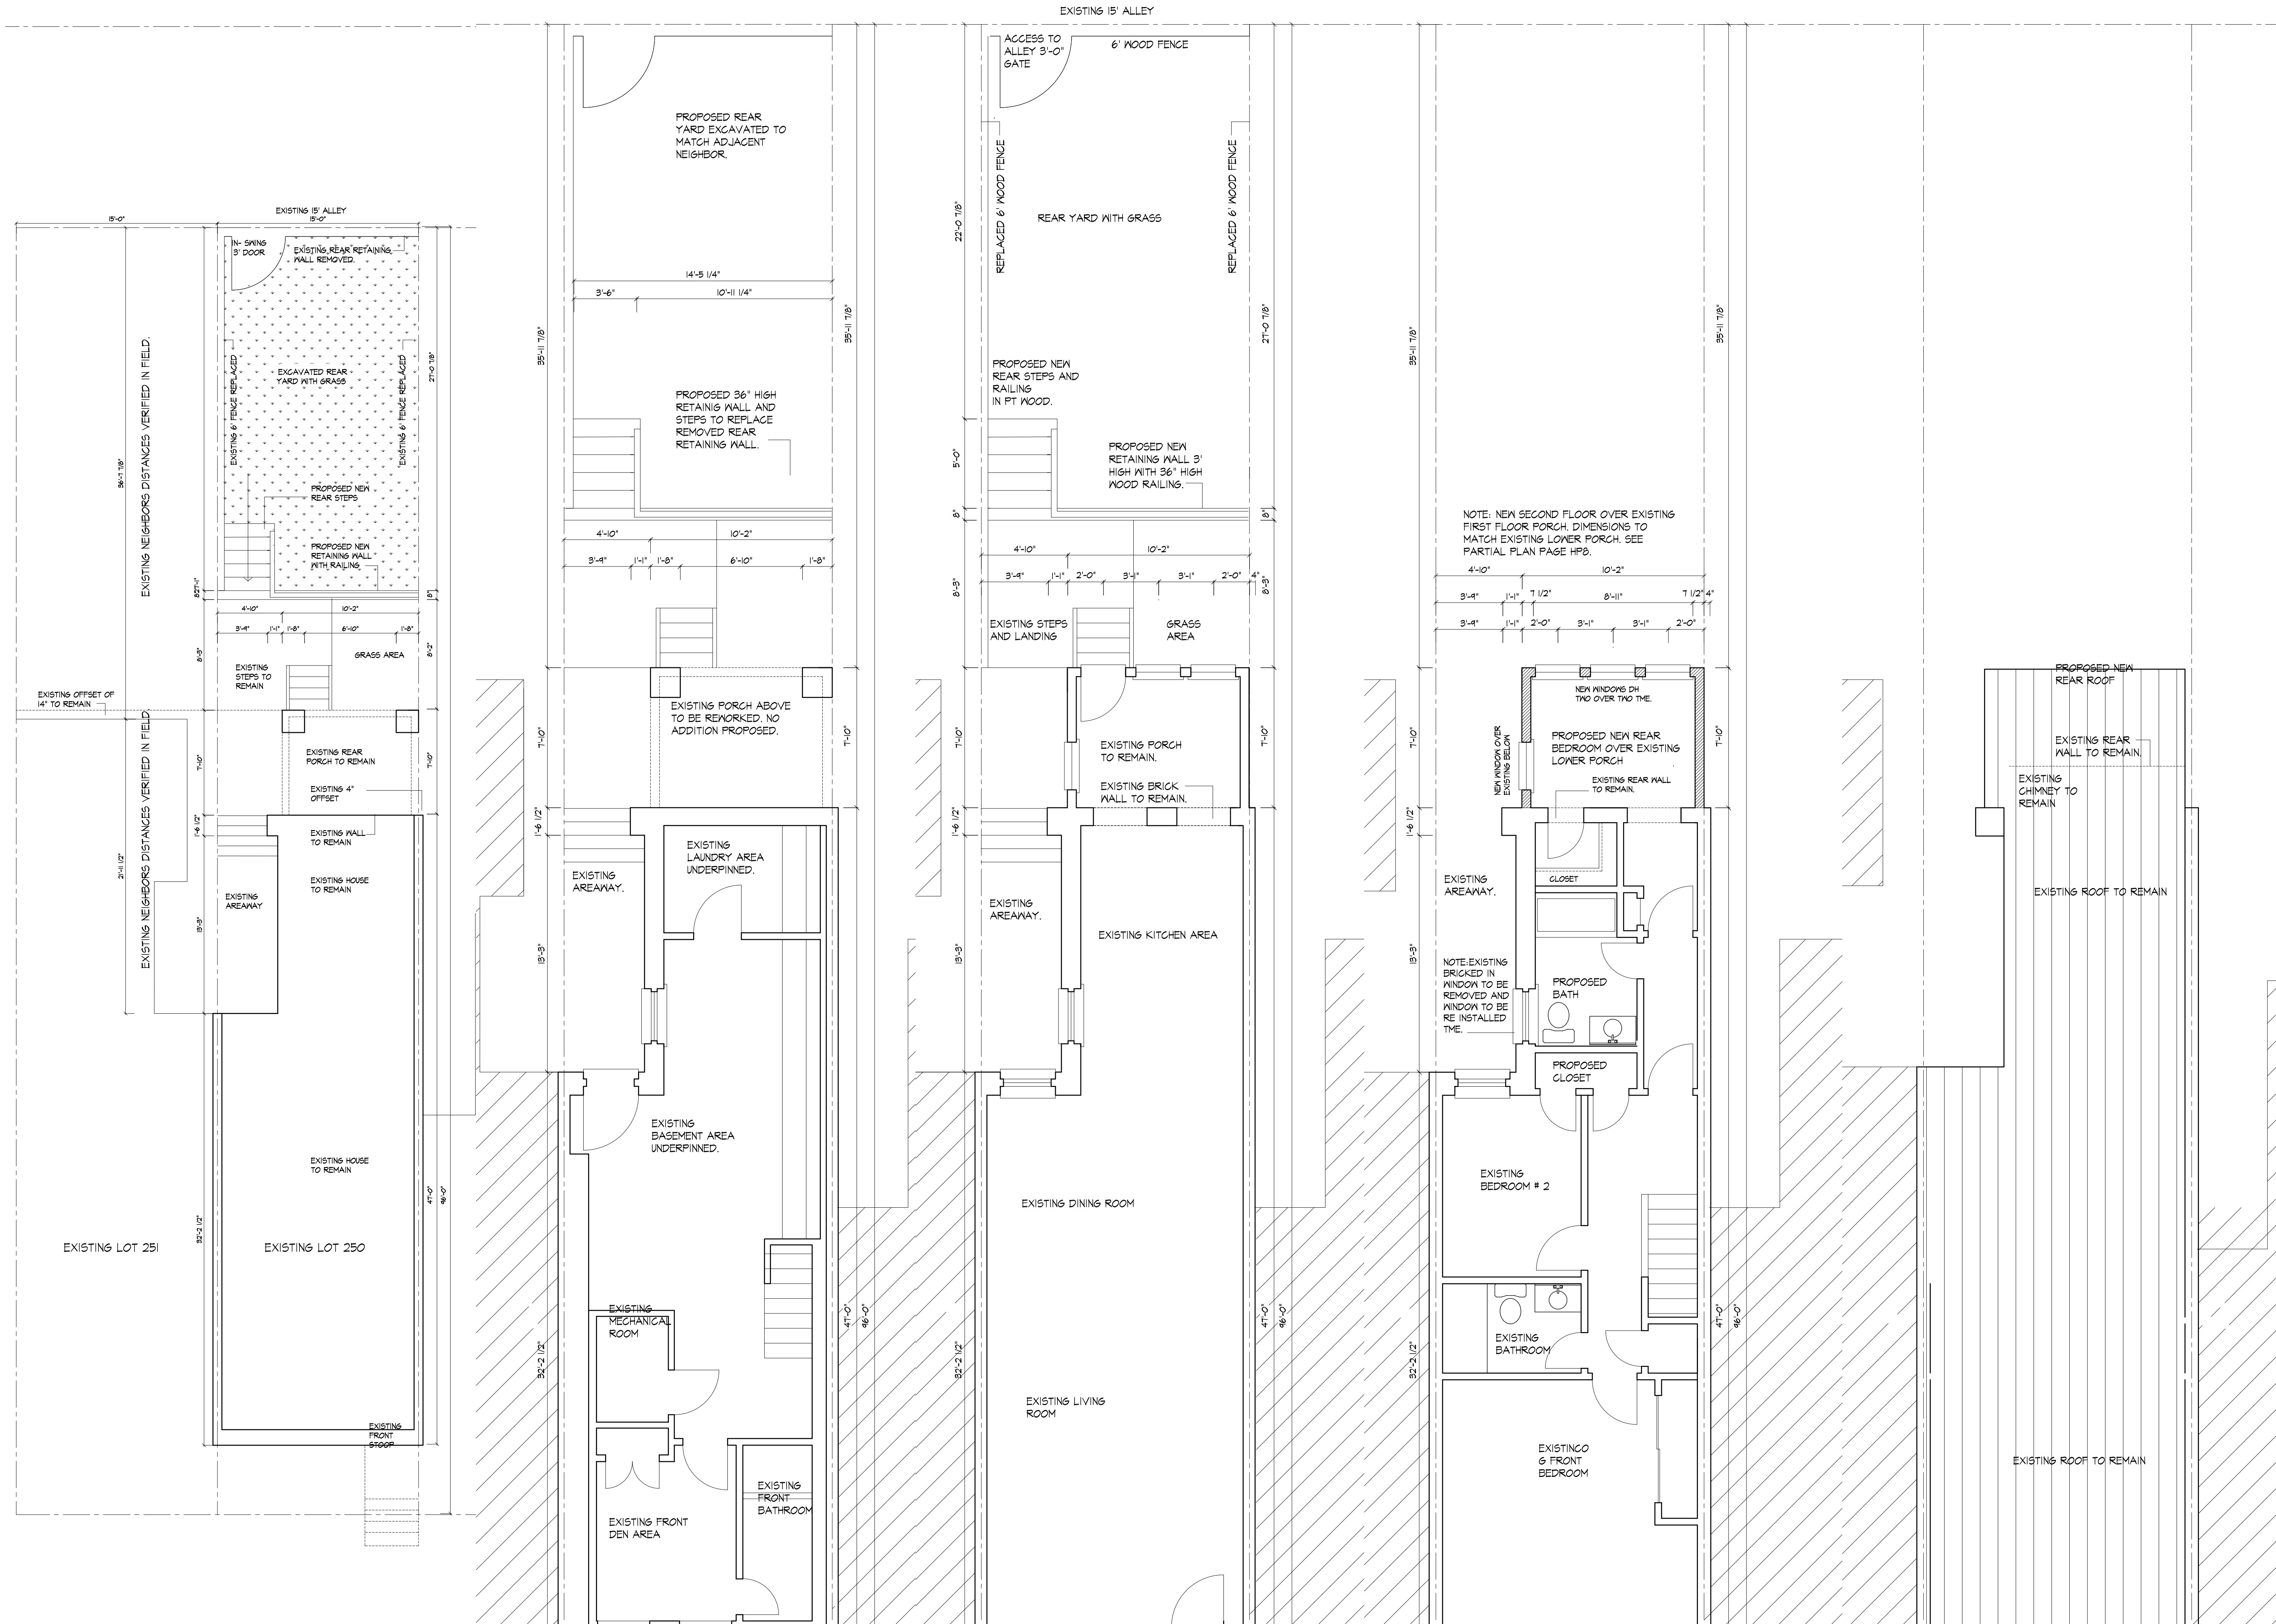 EXISTING 15' ALLEY
15'-0"
15'-0"
IN- SWING
3' DOOR
EXISTING REAR RETAINING
WALL REMOVED.
EXISTING NEIGHBORS DISTANCES VERIFIED IN FIELD.
36'-7 7/8"
EXISTING 6' FENCE REPLACED
EXISTING 6' FENCE REPLACED
27'-0 7/8"
EXCAVATED REAR
YARD WITH GRASS
PROPOSED NEW
REAR STEPS
PROPOSED NEW
RETAINING WALL
WITH RAILING
8"
4'-10"
10'-2"
3'-9"
1'-1"
1'-8"
6'-10"
1'-8"
8'-3"
8'-2"
GRASS AREA
EXISTING
STEPS TO
REMAIN
EXISTING OFFSET OF
14" TO REMAIN
EXISTING NEIGHBORS DISTANCES VERIFIED IN FIELD.
7'-10"
7'-10"
EXISTING REAR
PORCH TO REMAIN
EXISTING 4"
OFFSET
1'-6 1/2"
EXISTING WALL
TO REMAIN
21'-11 1/2"
EXISTING HOUSE
TO REMAIN
EXISTING
AREAWAY
13'-3"
EXISTING HOUSE
TO REMAIN
47'-0"
96'-0"
32'-2 1/2"
EXISTING LOT 251
EXISTING LOT 250
EXISTING
FRONT
STOOP
PROPOSED REAR
YARD EXCAVATED TO
MATCH ADJACENT
NEIGHBOR.
14'-5 1/4"
3'-6"
10'-11 1/4"
35'-11 7/8"
35'-11 7/8"
PROPOSED 36" HIGH
RETAINIG WALL AND
STEPS TO REPLACE
REMOVED REAR
RETAINING WALL.
4'-10"
10'-2"
3'-9"
1'-1"
1'-8"
6'-10"
1'-8"
EXISTING PORCH ABOVE
TO BE REWORKED. NO
ADDITION PROPOSED.
7'-10"
7'-10"
1'-6 1/2"
EXISTING
LAUNDRY AREA
UNDERPINNED.
EXISTING
AREAWAY.
13'-3"
EXISTING
BASEMENT AREA
UNDERPINNED.
EXISTING
MECHANICAL
ROOM
47'-0"
96'-0"
32'-2 1/2"
EXISTING
FRONT
BATHROOM
EXISTING FRONT
DEN AREA
EXISTING 15' ALLEY
ACCESS TO
ALLEY 3'-0"
GATE
6' WOOD FENCE
REPLACED 6' WOOD FENCE
REPLACED 6' WOOD FENCE
22'-0 7/8"
REAR YARD WITH GRASS
27'-0 7/8"
PROPOSED NEW
REAR STEPS AND
RAILING
IN PT WOOD.
5'-0"
PROPOSED NEW
RETAINING WALL 3'
HIGH WITH 36" HIGH
WOOD RAILING.
8"
8"
4'-10"
10'-2"
3'-9"
1'-1"
2'-0"
3'-1"
3'-1"
2'-0"
4"
8'-3"
8'-3"
EXISTING STEPS
AND LANDING
GRASS
AREA
7'-10"
7'-10"
EXISTING PORCH
TO REMAIN.
EXISTING BRICK
WALL TO REMAIN.
1'-6 1/2"
EXISTING
AREAWAY.
EXISTING KITCHEN AREA
13'-3"
EXISTING DINING ROOM
47'-0"
96'-0"
32'-2 1/2"
EXISTING LIVING
ROOM
35'-11 7/8"
35'-11 7/8"
NOTE: NEW SECOND FLOOR OVER EXISTING
FIRST FLOOR PORCH. DIMENSIONS TO
MATCH EXISTING LOWER PORCH. SEE
PARTIAL PLAN PAGE HP8.
4'-10"
10'-2"
3'-9"
1'-1"
7 1/2"
8'-11"
7 1/2"
4"
3'-9"
1'-1"
2'-0"
3'-1"
3'-1"
2'-0"
NEW WINDOWS DH
TWO OVER TWO TME.
NEW WINDOW OVER
EXISTING BELOW
PROPOSED NEW REAR
BEDROOM OVER EXISTING
LOWER PORCH
7'-10"
7'-10"
EXISTING REAR WALL
TO REMAIN.
1'-6 1/2"
CLOSET
EXISTING
AREAWAY.
13'-3"
NOTE:EXISTING
BRICKED IN
WINDOW TO BE
REMOVED AND
WINDOW TO BE
RE INSTALLED
TME.
PROPOSED
BATH
PROPOSED
CLOSET
EXISTING
BEDROOM # 2
47'-0"
96'-0"
32'-2 1/2"
EXISTING
BATHROOM
EXISTINCO
G FRONT
BEDROOM
PROPOSED NEW
REAR ROOF
EXISTING REAR
WALL TO REMAIN.
EXISTING
CHIMNEY TO
REMAIN
EXISTING ROOF TO REMAIN
EXISTING ROOF TO REMAIN